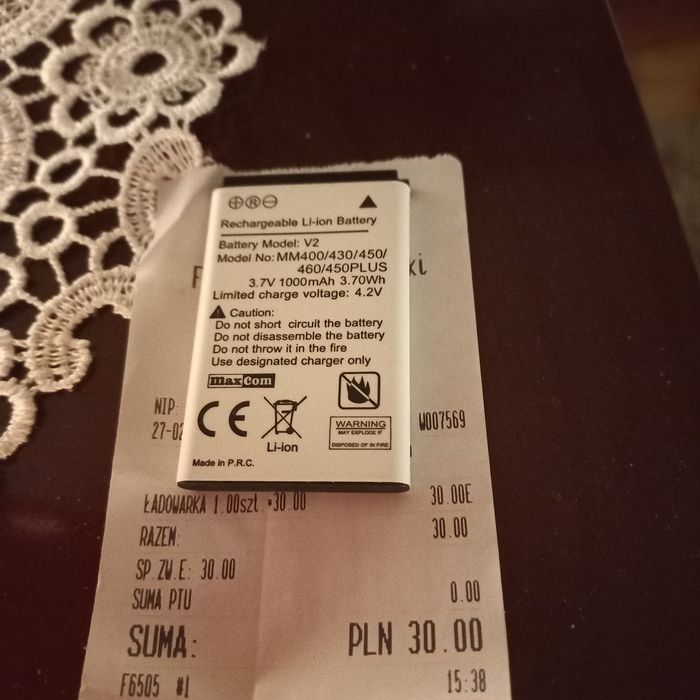 Rechargeable Li-ion Battery
Battery Model: V2
Model No: MM400/430/450/
460/450PLUS
3.7V 1000mAh 3.70Wh
Limited charge voltage: 4.2V
Caution:
Do not short circuit the battery
Do not disassemble the battery
Do not throw it in the fire
Use designated charger only
maxcom
CE
Li-ion
WARNING
MAY EXPLODE IF
DISPOSED OF IN FIRE
Made in P.R.C.
F
ki
NIP:
27-02
W007569
ŁADOWARKA 1.00szt.*30.00 30.00E
RAZEM: 30.00
SP.ZW.E: 30.00
SUMA PTU 0.00
SUMA: PLN 30.00
F6505 #1 15:38